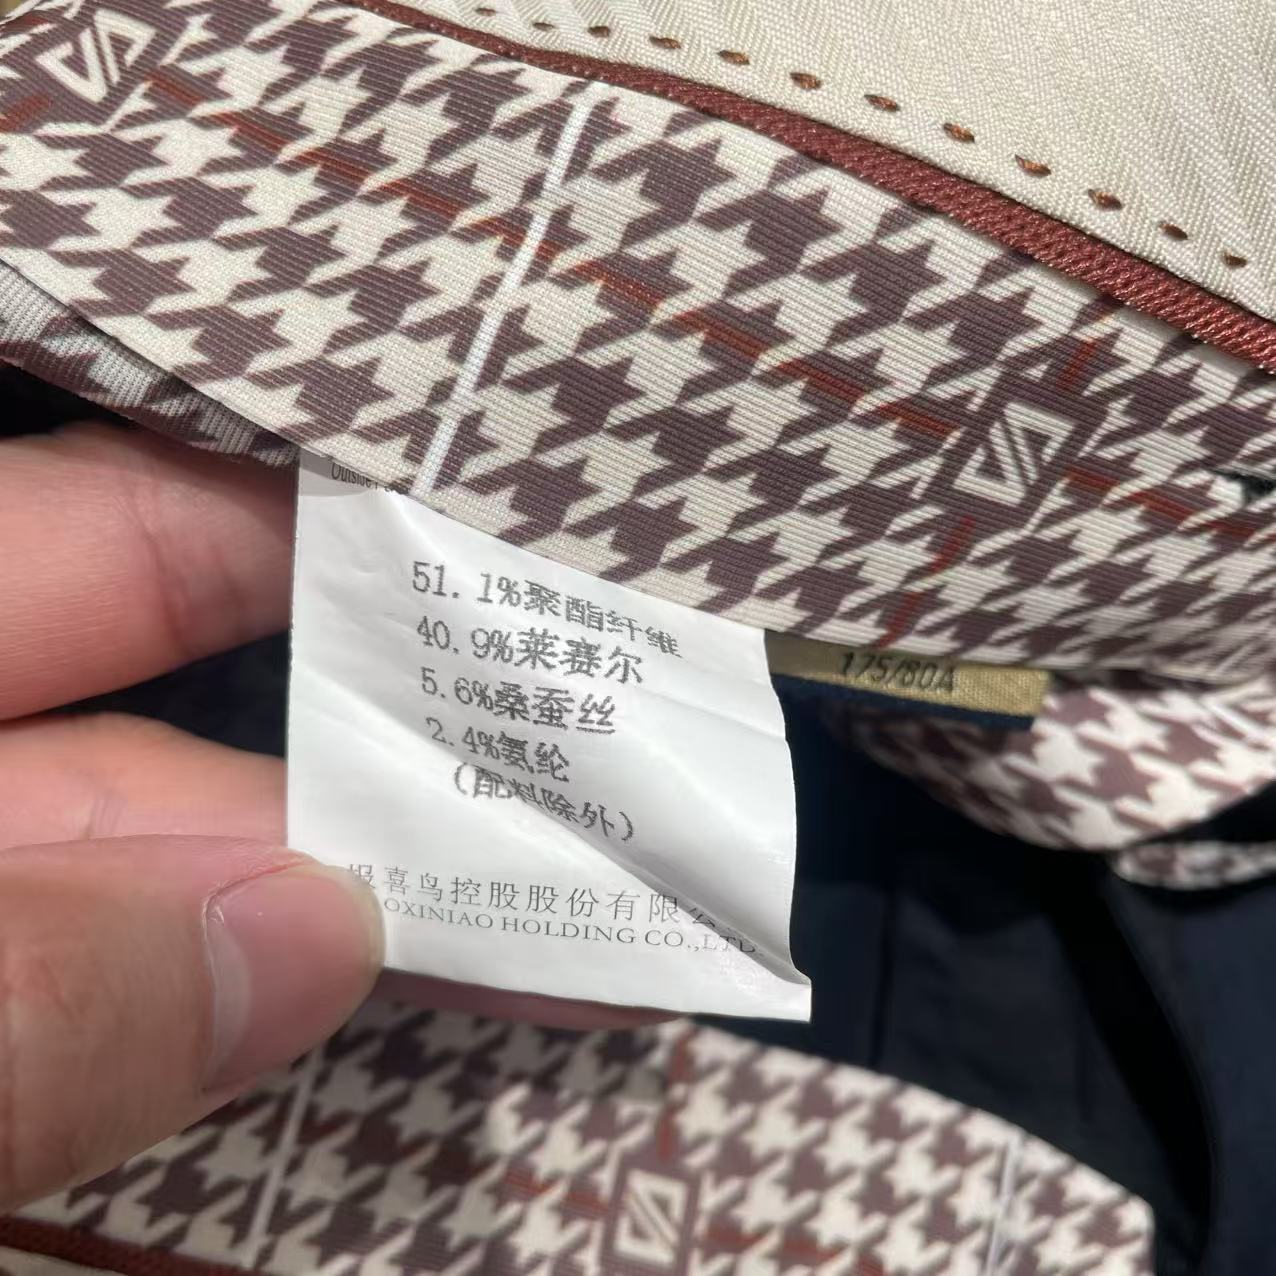 Outside
51.1%聚酯纤维
40.9%莱赛尔
5.6%桑蚕丝
2.4%氨纶
(配料除外)
报喜鸟控股股份有限公
OXINIAO HOLDING CO.,LTD.
175/80A